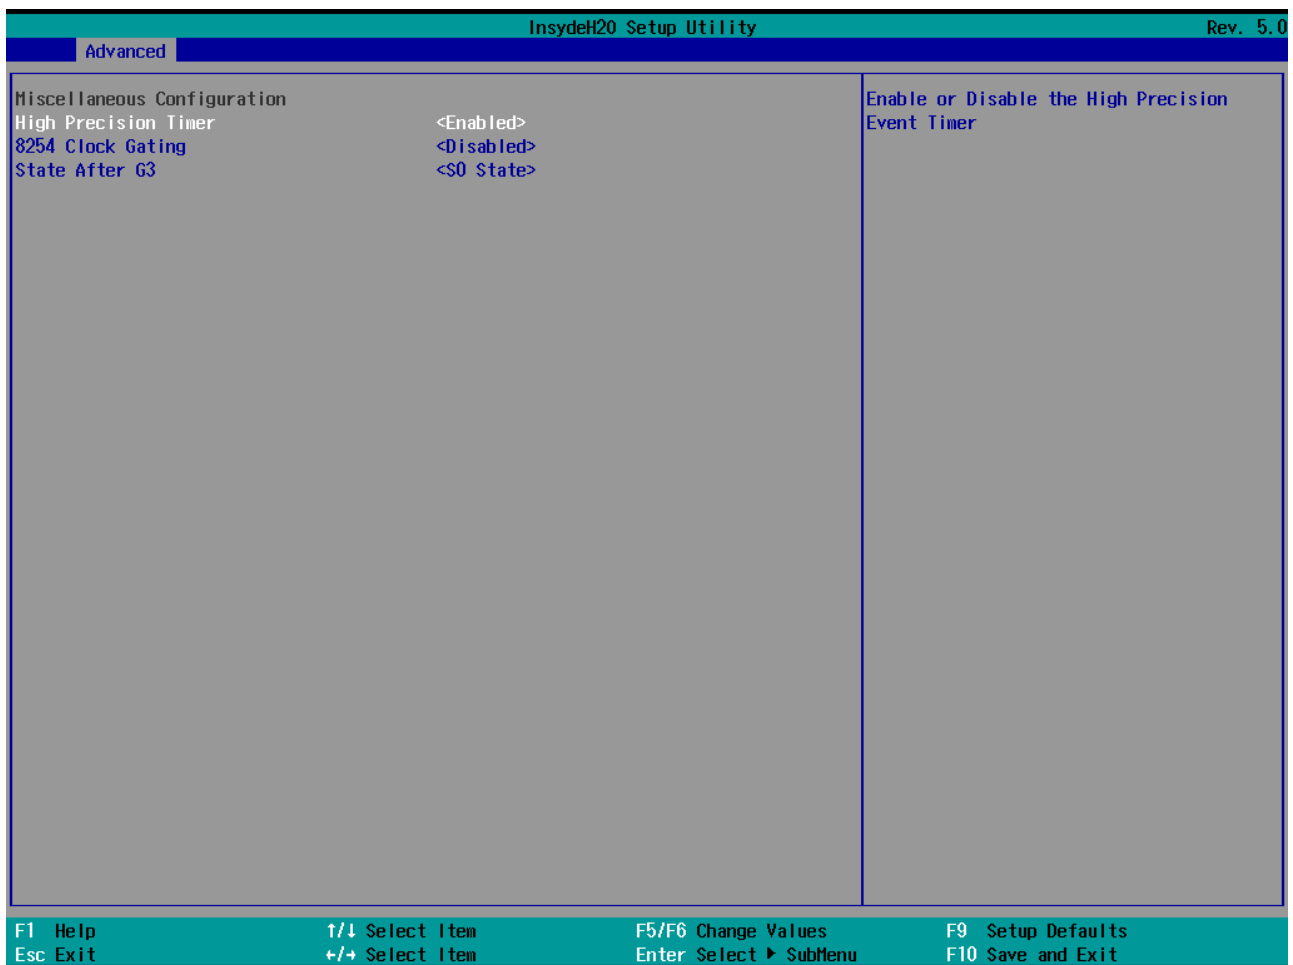 InsydeH20 Setup Utility Rev. 5.0
Advanced
Miscellaneous Configuration
High Precision Timer <Enabled>
8254 Clock Gating <Disabled>
State After G3 <S0 State>
Enable or Disable the High Precision
Event Timer
F1 Help ↑/↓ Select Item F5/F6 Change Values F9 Setup Defaults
Esc Exit ←/→ Select Item Enter Select ▶ SubMenu F10 Save and Exit